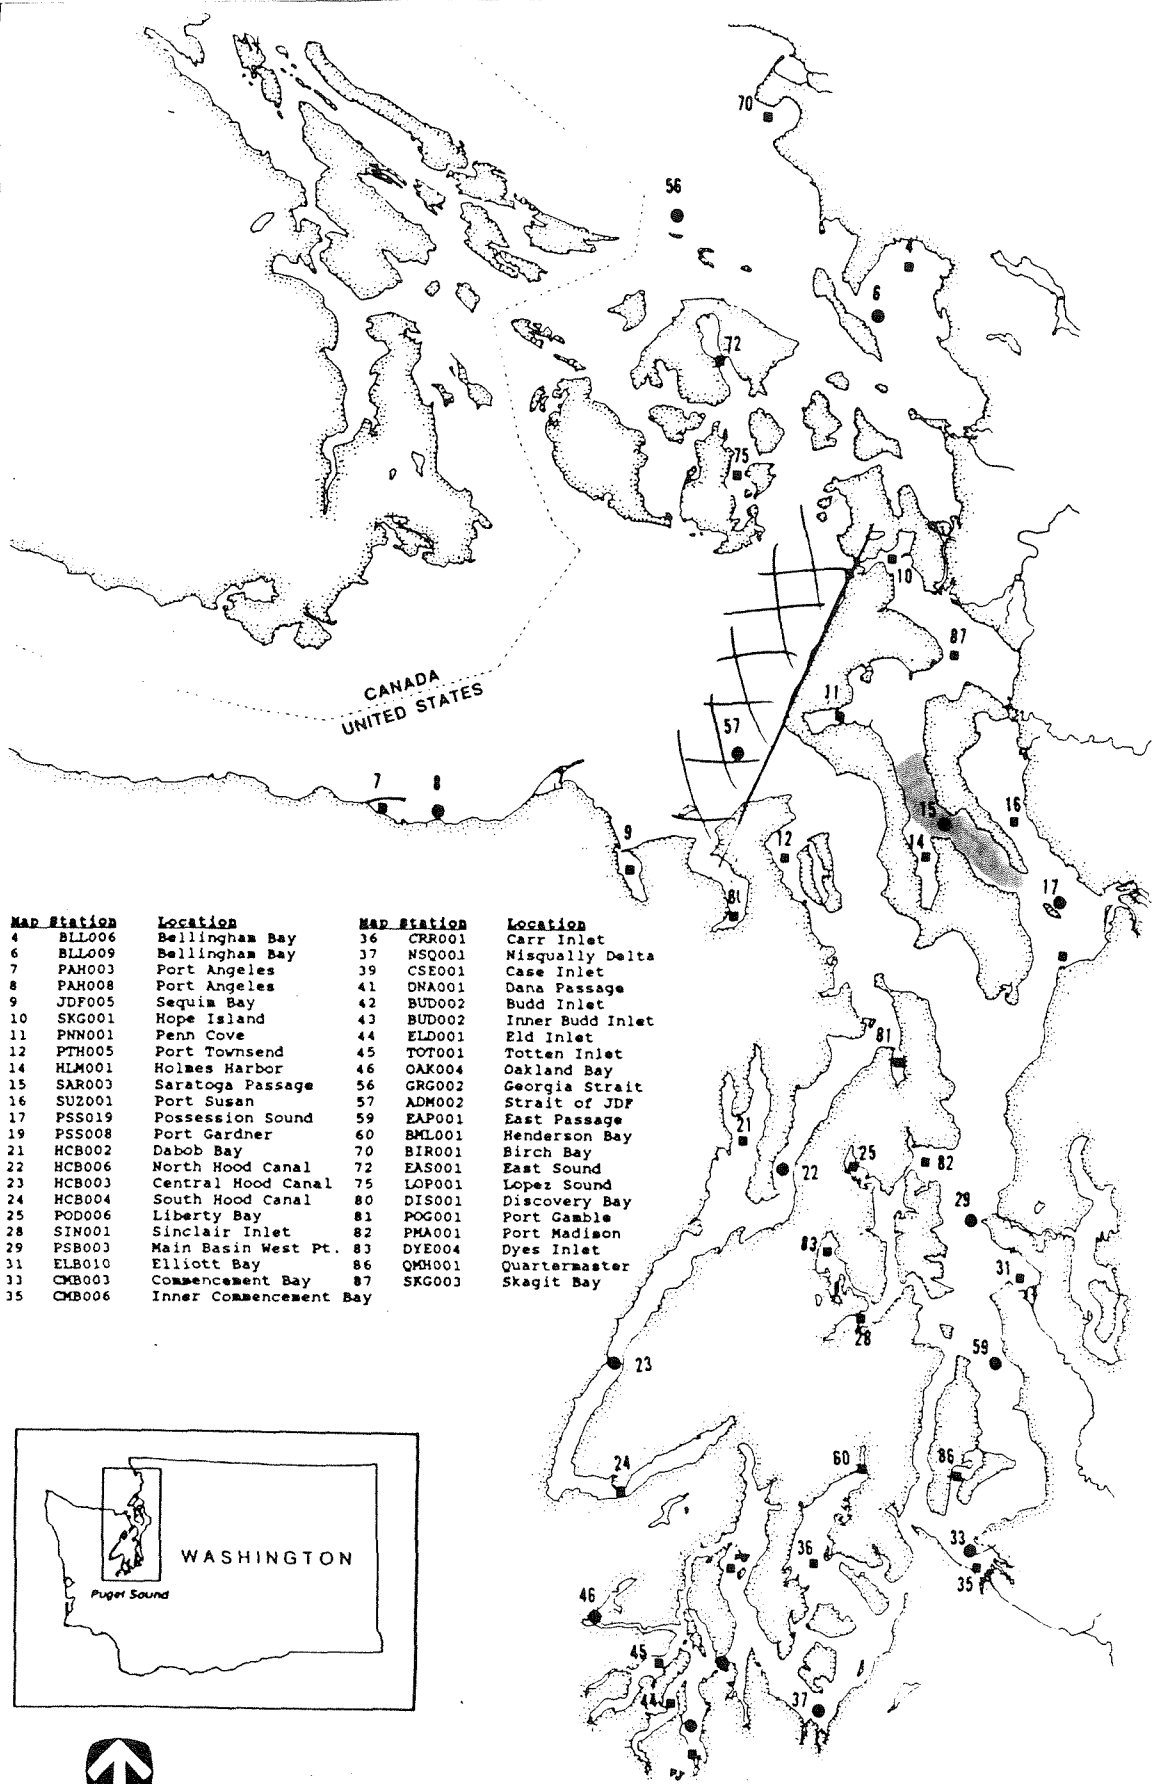 70
56
4
6
72
75
10
87
CANADA
UNITED STATES
11
57
7
8
15
16
9
12
14
17
81
Map Station Location Map Station Location
4 BLL006 Bellingham Bay 36 CRR001 Carr Inlet
6 BLL009 Bellingham Bay 37 NSQ001 Nisqually Delta
7 PAH003 Port Angeles 39 CSE001 Case Inlet
8 PAH008 Port Angeles 41 DNA001 Dana Passage
9 JDF005 Sequim Bay 42 BUD002 Budd Inlet
10 SKG001 Hope Island 43 BUD002 Inner Budd Inlet
11 PNN001 Penn Cove 44 ELD001 Eld Inlet
12 PTH005 Port Townsend 45 TOT001 Totten Inlet
14 HLM001 Holmes Harbor 46 OAK004 Oakland Bay
15 SAR003 Saratoga Passage 56 GRG002 Georgia Strait
16 SUZ001 Port Susan 57 ADM002 Strait of JDF
17 PSS019 Possession Sound 59 EAP001 East Passage
19 PSS008 Port Gardner 60 BML001 Henderson Bay
21 HCB002 Dabob Bay 70 BIR001 Birch Bay
22 HCB006 North Hood Canal 72 EAS001 East Sound
23 HCB003 Central Hood Canal 75 LOP001 Lopez Sound
24 HCB004 South Hood Canal 80 DIS001 Discovery Bay
25 POD006 Liberty Bay 81 POG001 Port Gamble
28 SIN001 Sinclair Inlet 82 PMA001 Port Madison
29 PSB003 Main Basin West Pt. 83 DYE004 Dyes Inlet
31 ELB010 Elliott Bay 86 QMH001 Quartermaster
33 CMB003 Commencement Bay 87 SKG003 Skagit Bay
35 CMB006 Inner Commencement Bay
81
21
22
25
82
29
83
31
28
23
59
24
60
86
WASHINGTON
Puget Sound
33
36
35
46
45
44
37